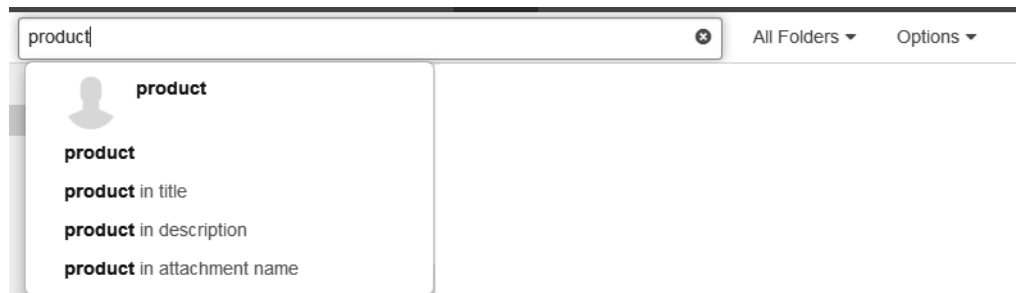 product All Folders Options
product
product
product in title
product in description
product in attachment name